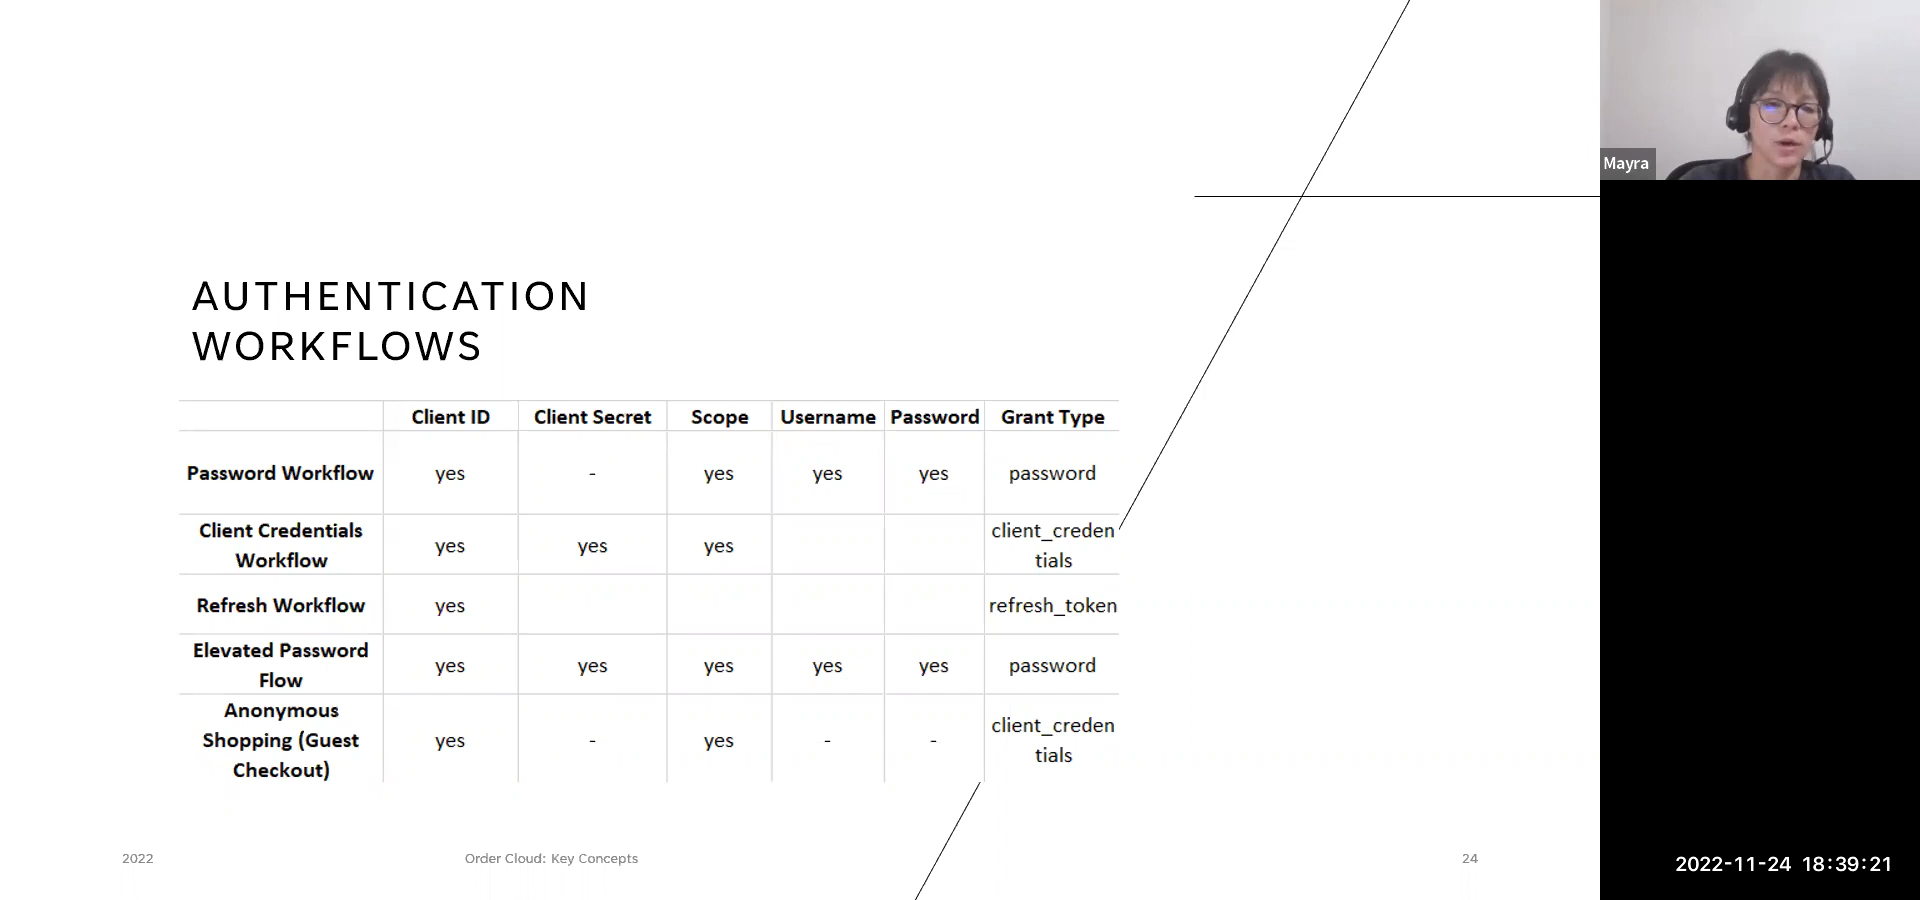 Mayra
AUTHENTICATION
WORKFLOWS
Client ID Client Secret Scope Username Password Grant Type
Password Workflow yes - yes yes yes password
Client Credentials Workflow yes yes yes client_creden
tials
Refresh Workflow yes refresh_token
Elevated Password Flow yes yes yes yes yes password
Anonymous Shopping (Guest Checkout) yes - yes - - client_creden
tials
2022 Order Cloud: Key Concepts 24
2022-11-24 18:39:21